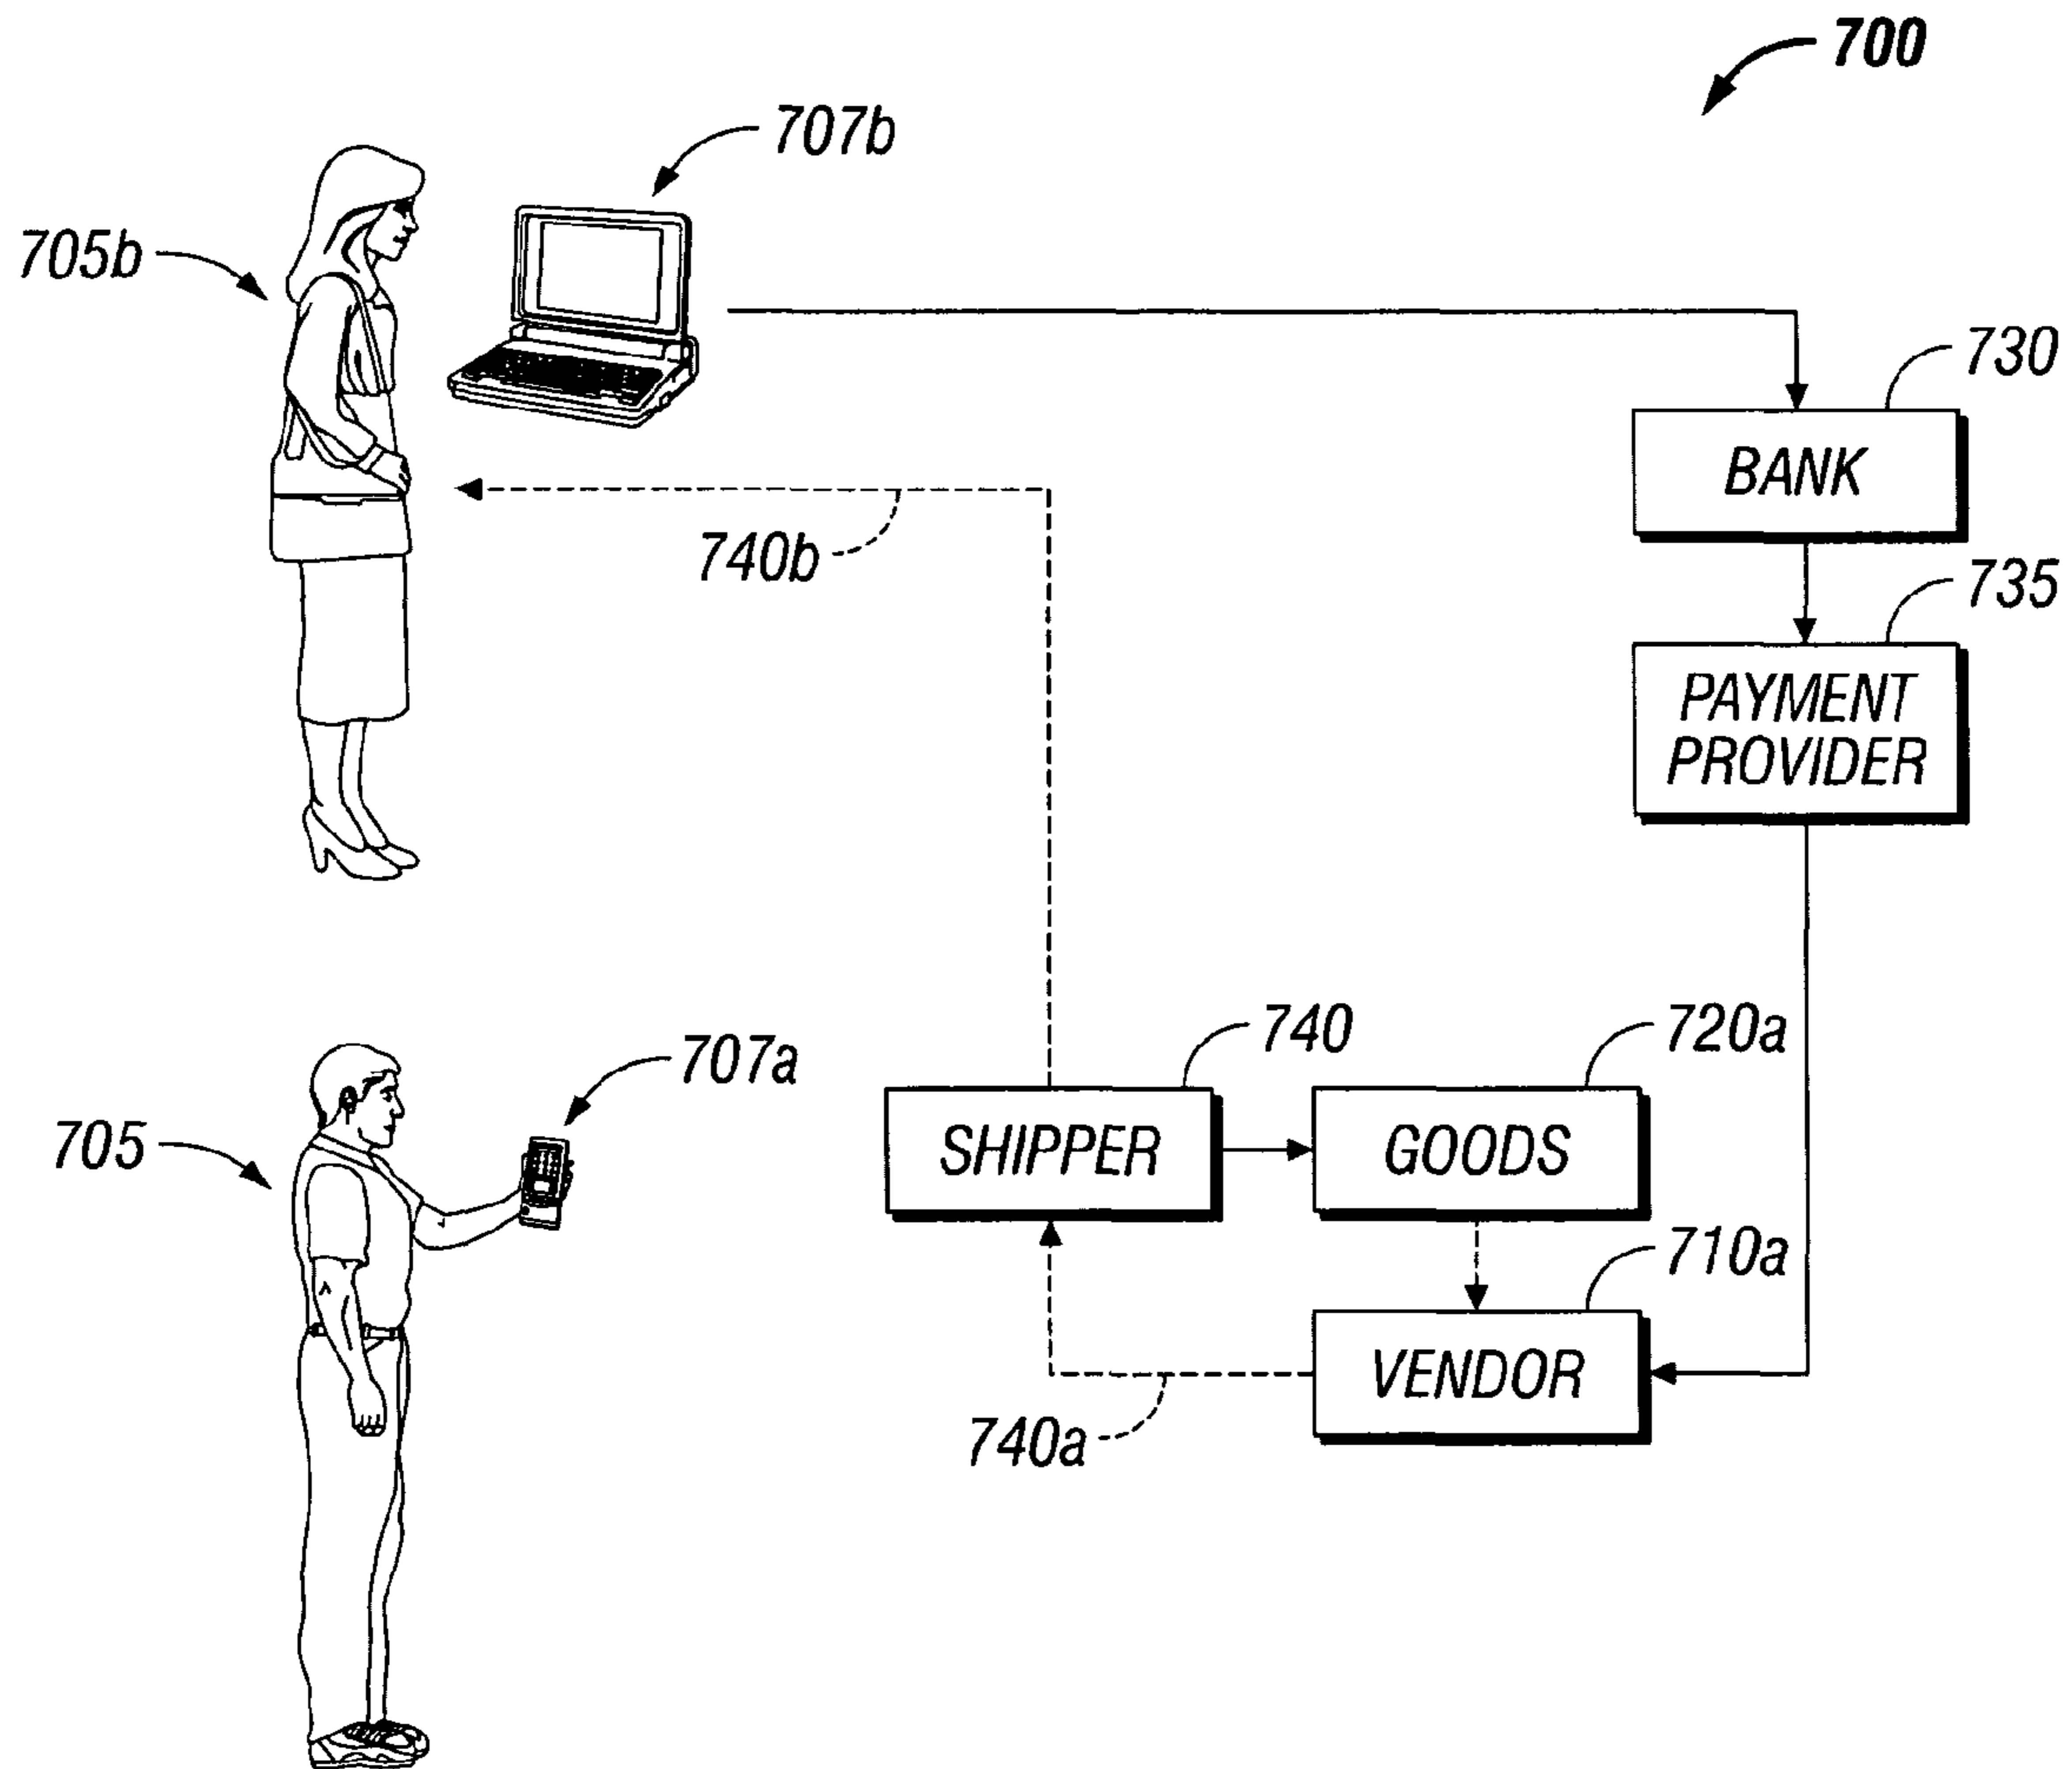 700
707b
705b
730
BANK
740b
735
PAYMENT
PROVIDER
740
720a
707a
705
SHIPPER
GOODS
710a
VENDOR
740a